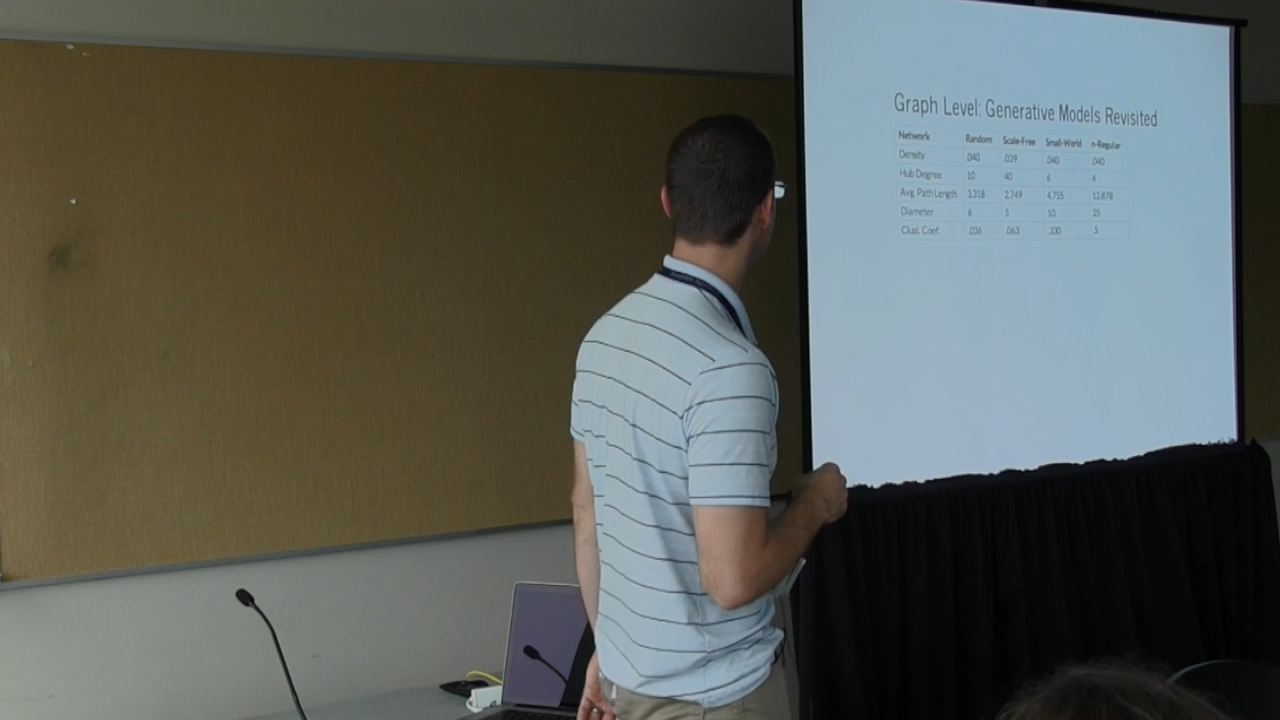 Graph Level: Generative Models Revisited
Network Random Scale-Free Small-World n-Regular
Density .040 .039 .040 .040
Hub Degree 10 40 6 4
Avg. Path Length 3.318 2.749 4.755 12.878
Diameter 6 5 10 25
Clust. Coef. .036 .063 .330 .5